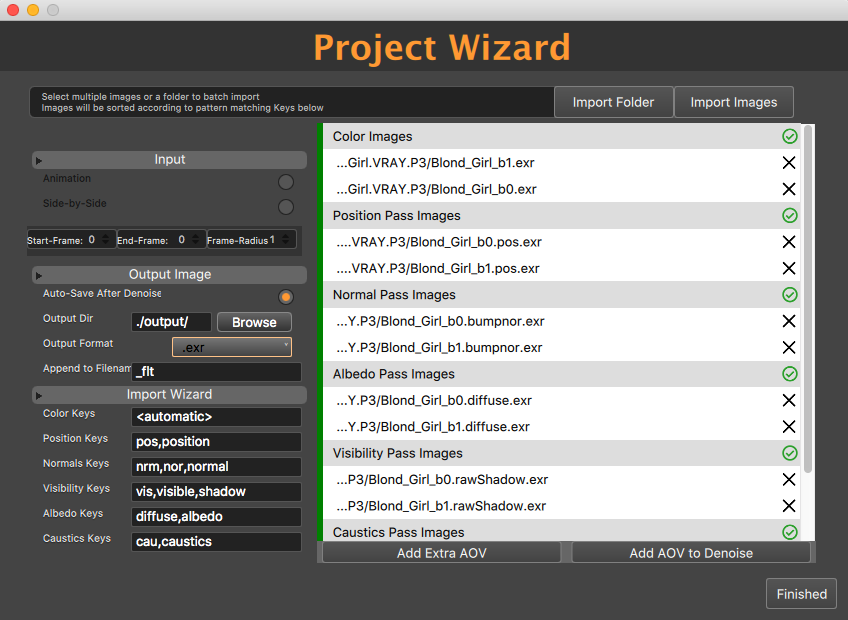 Project Wizard
Select multiple images or a folder to batch import
Images will be sorted according to pattern matching Keys below
Import Folder
Import Images
Input
Animation
Side-by-Side
Start-Frame: 0 End-Frame: 0 Frame-Radius 1
Output Image
Auto-Save After Denoise
Output Dir ./output/ Browse
Output Format .exr
Append to Filenam _flt
Import Wizard
Color Keys <automatic>
Position Keys pos,position
Normals Keys nrm,nor,normal
Visibility Keys vis,visible,shadow
Albedo Keys diffuse,albedo
Caustics Keys cau,caustics
Color Images
...Girl.VRAY.P3/Blond_Girl_b1.exr
...Girl.VRAY.P3/Blond_Girl_b0.exr
Position Pass Images
....VRAY.P3/Blond_Girl_b0.pos.exr
....VRAY.P3/Blond_Girl_b1.pos.exr
Normal Pass Images
...Y.P3/Blond_Girl_b0.bumpnor.exr
...Y.P3/Blond_Girl_b1.bumpnor.exr
Albedo Pass Images
...Y.P3/Blond_Girl_b0.diffuse.exr
...Y.P3/Blond_Girl_b1.diffuse.exr
Visibility Pass Images
...P3/Blond_Girl_b0.rawShadow.exr
...P3/Blond_Girl_b1.rawShadow.exr
Caustics Pass Images
Add Extra AOV
Add AOV to Denoise
Finished